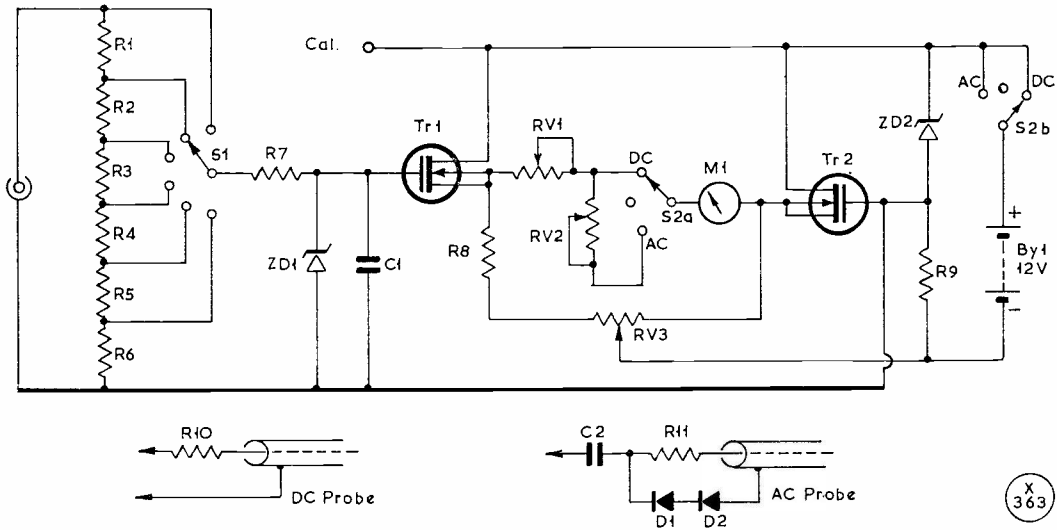 R1
R2
R3
R4
R5
R6
S1
R7
ZD1
C1
Cal.
Tr1
R8
RV1
RV2
RV3
DC
S2a
AC
M1
Tr2
ZD2
R9
AC
DC
S2b
+
By1
12V
−
R10
DC Probe
C2
R11
D1
D2
AC Probe
X
363